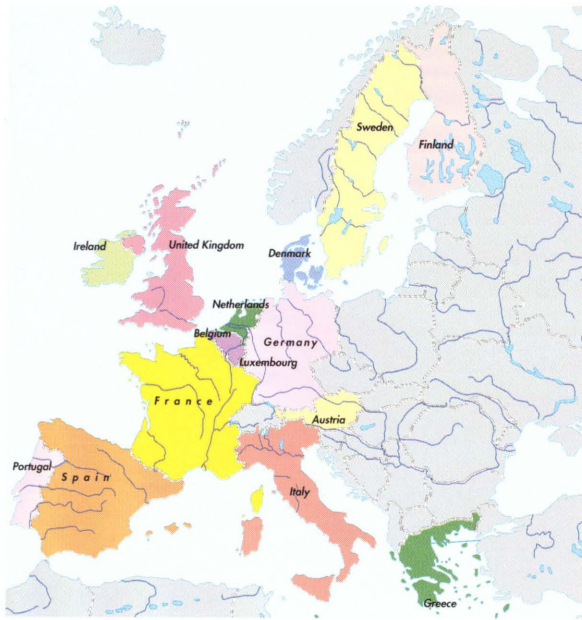 Sweden
Finland
Ireland
United Kingdom
Denmark
Netherlands
Belgium
Germany
Luxembourg
France
Austria
Portugal
Spain
Italy
Greece